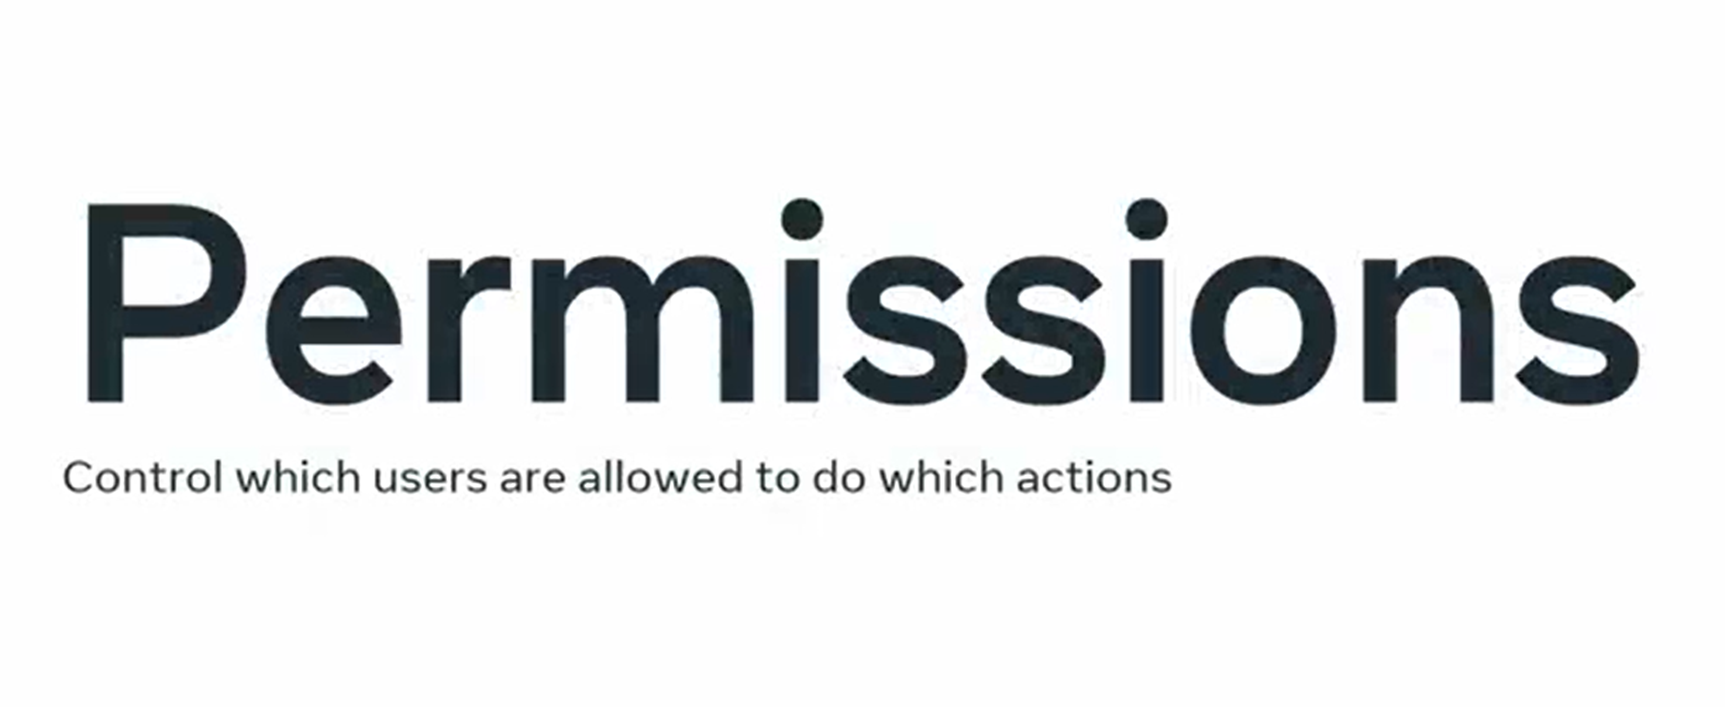 Permissions
Control which users are allowed to do which actions